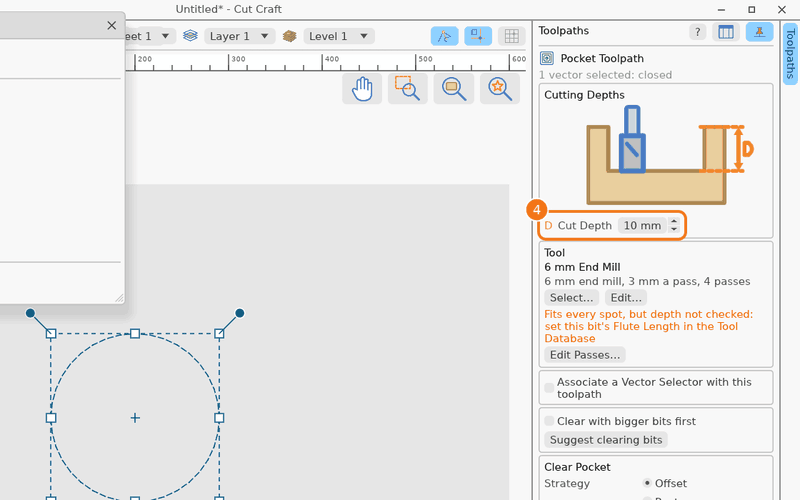 Untitled* - Cut Craft
Toolpaths
?
Toolpaths
eet 1
Layer 1
Level 1
200
300
400
500
600
Pocket Toolpath
1 vector selected: closed
Cutting Depths
D
4
D Cut Depth 10 mm
Tool
6 mm End Mill
6 mm end mill, 3 mm a pass, 4 passes
Select... Edit...
Fits every spot, but depth not checked:
set this bit's Flute Length in the Tool
Database
Edit Passes...
Associate a Vector Selector with this
toolpath
Clear with bigger bits first
Suggest clearing bits
Clear Pocket
Strategy
Offset